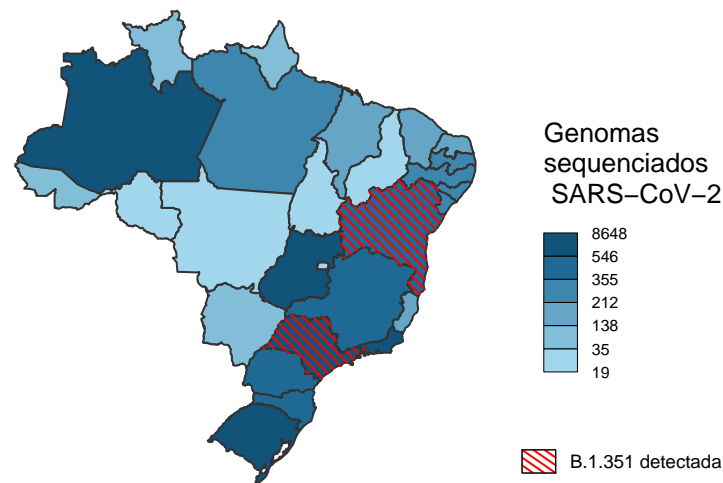 Genomas
sequenciados
SARS−CoV−2
8648
546
355
212
138
35
19
B.1.351 detectada